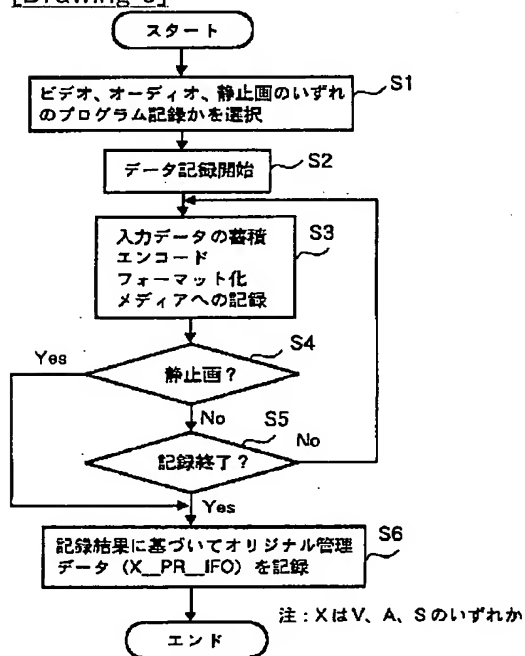 スタート
ビデオ、オーディオ、静止画のいずれ
のプログラム記録かを選択
S1
データ記録開始
S2
入力データの蓄積
エンコード
フォーマット化
メディアへの記録
S3
静止画?
S4
Yes
No
記録終了?
S5
No
Yes
記録結果に基づいてオリジナル管理
データ(X__PR__IFO)を記録
S6
注:XはV、A、Sのいずれか
エンド